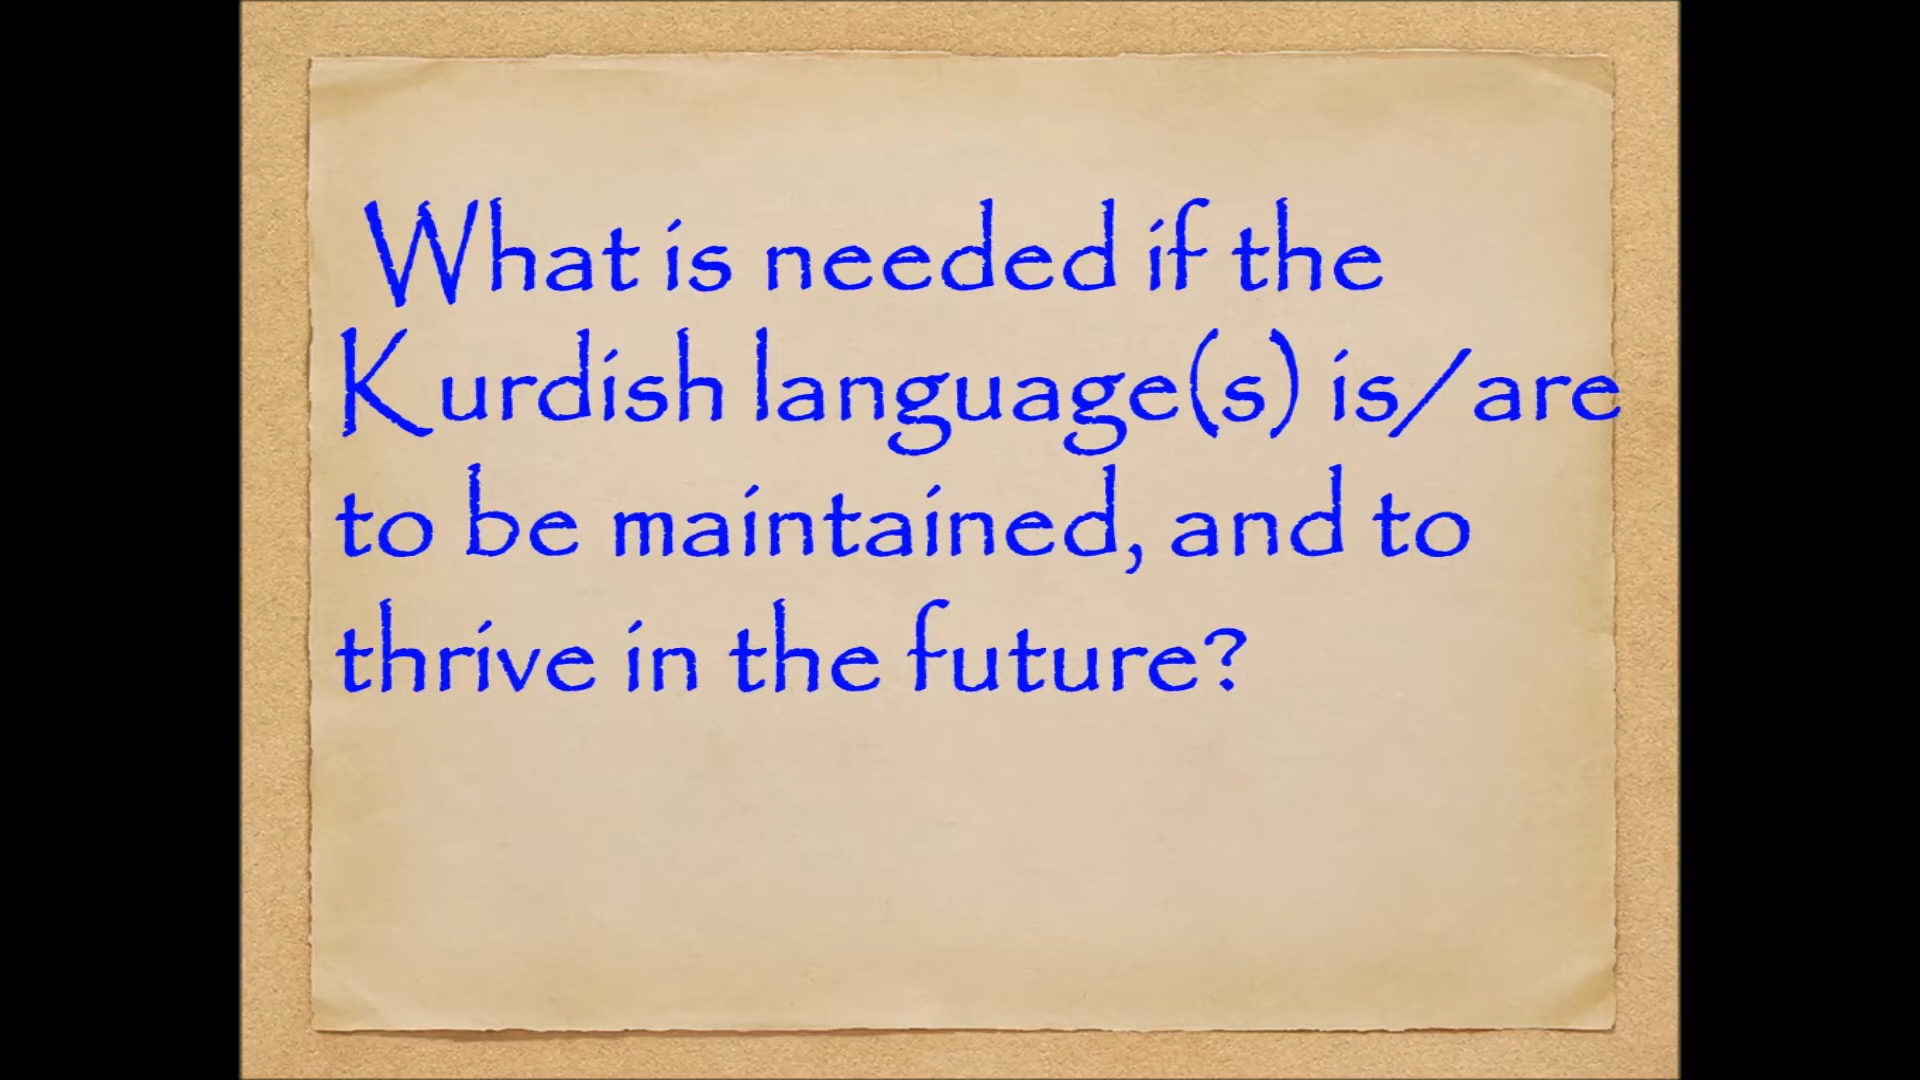 What is needed if the
Kurdish language(s) is/are
to be maintained, and to
thrive in the future?